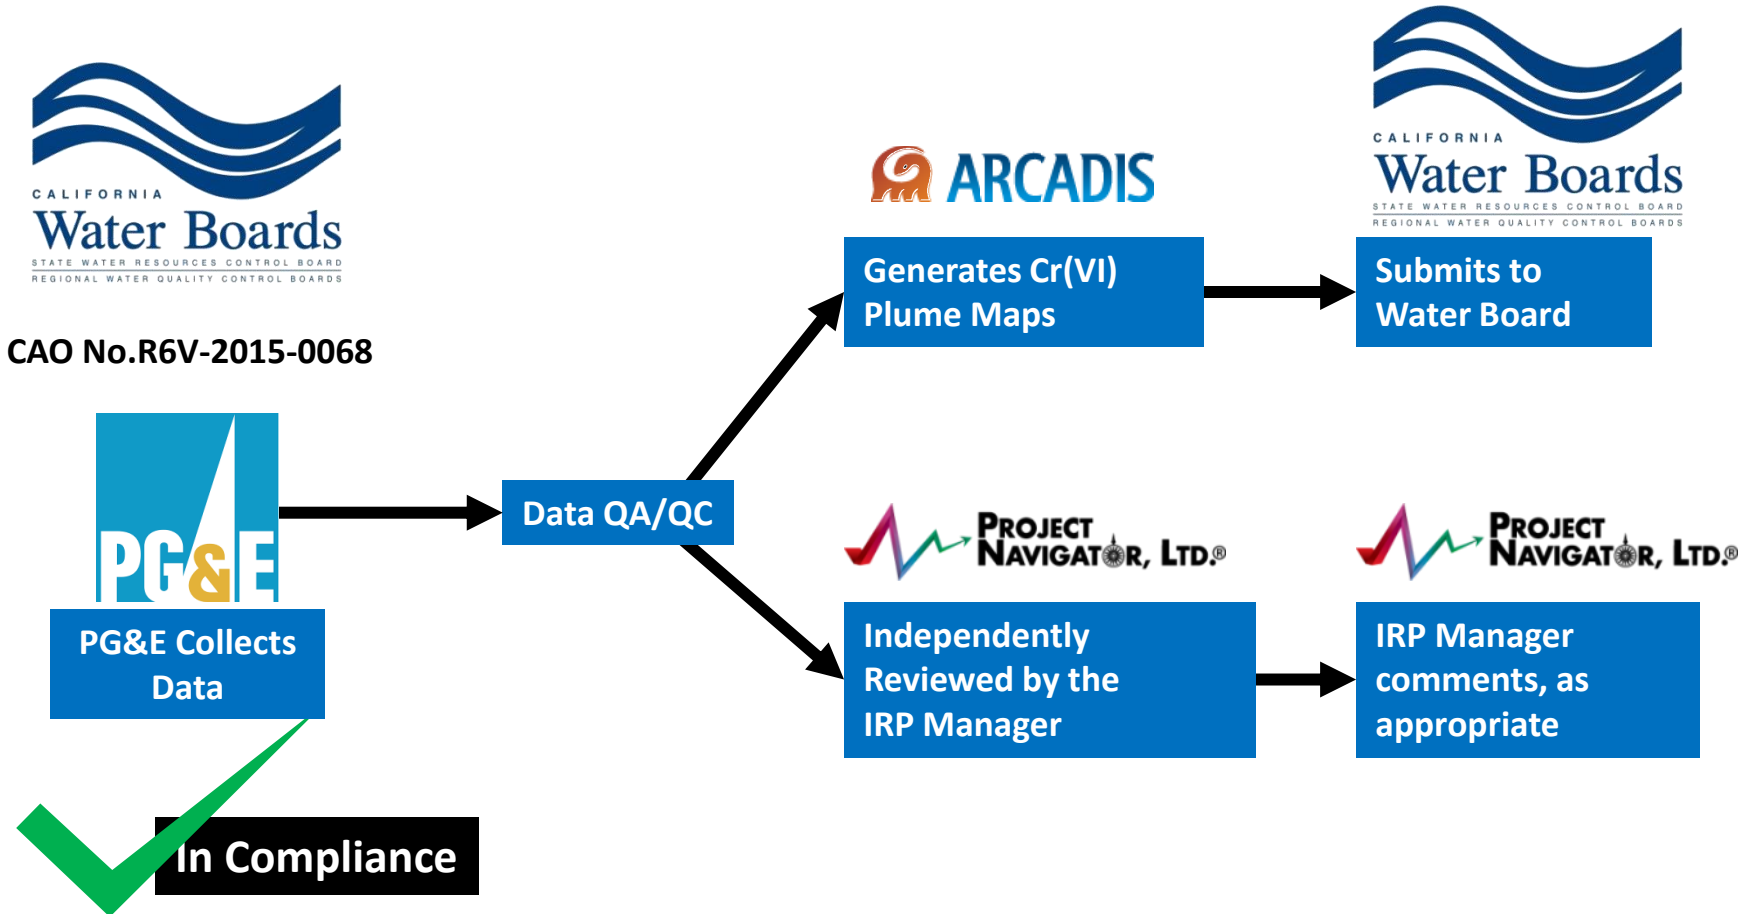 CALIFORNIA
Water Boards
STATE WATER RESOURCES CONTROL BOARD
REGIONAL WATER QUALITY CONTROL BOARDS
CAO No.R6V-2015-0068
PG&E
PG&E Collects
Data
In Compliance
Data QA/QC
ARCADIS
Generates Cr(VI)
Plume Maps
CALIFORNIA
Water Boards
STATE WATER RESOURCES CONTROL BOARD
REGIONAL WATER QUALITY CONTROL BOARDS
Submits to
Water Board
PROJECT
NAVIGATOR, LTD.®
Independently
Reviewed by the
IRP Manager
PROJECT
NAVIGATOR, LTD.®
IRP Manager
comments, as
appropriate